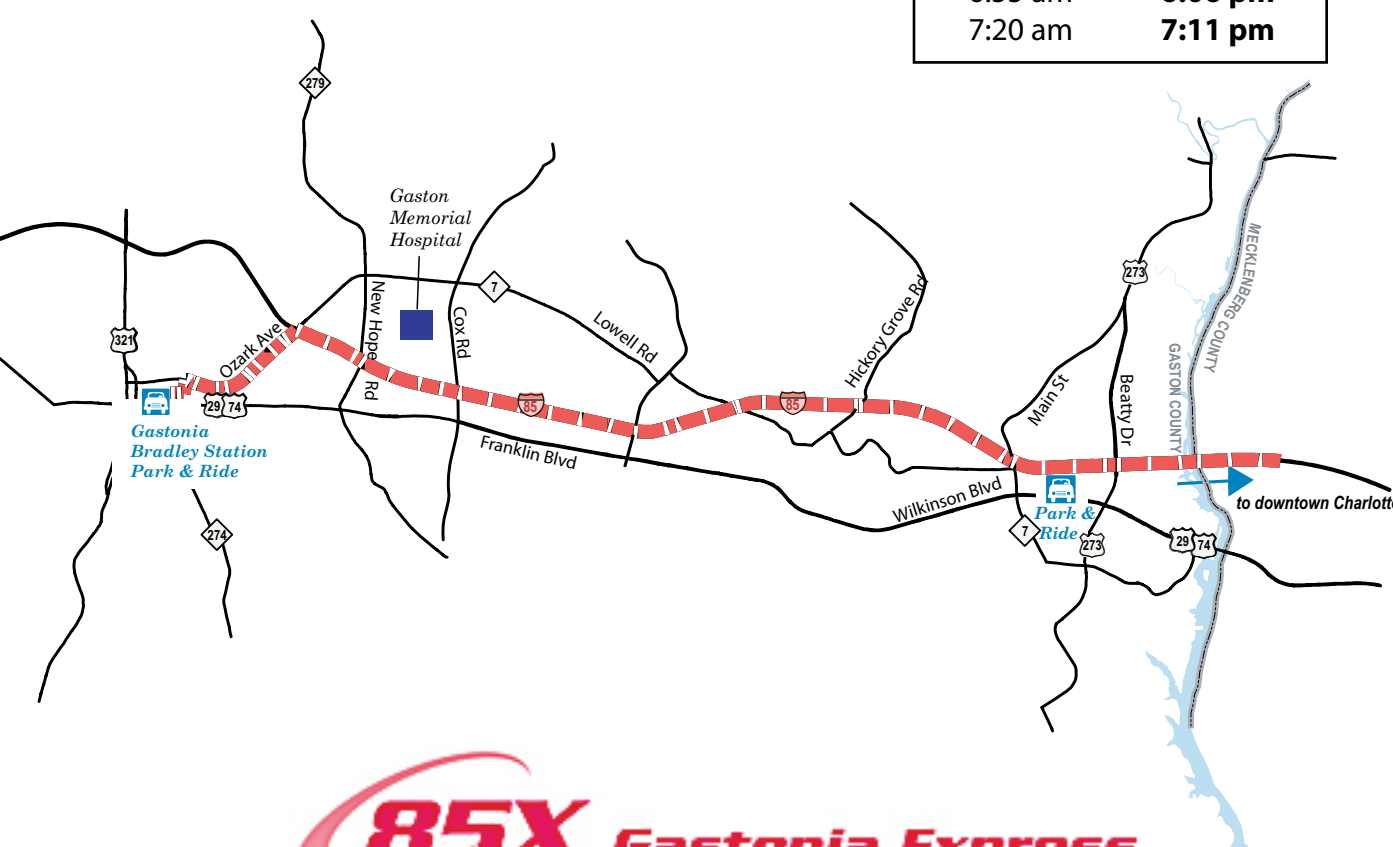 7:20 am 7:11 pm
279
Gaston
Memorial
Hospital
7
New Hope Rd
Cox Rd
Lowell Rd
Hickory Grove Rd
273
MECKLENBERG COUNTY
GASTON COUNTY
321
Ozark Ave
29 74
85
85
Main St
Beatty Dr
Gastonia
Bradley Station
Park & Ride
Franklin Blvd
Wilkinson Blvd
to downtown Charlotte
Park &
Ride
7
273
29 74
274
85X Gastonia Express